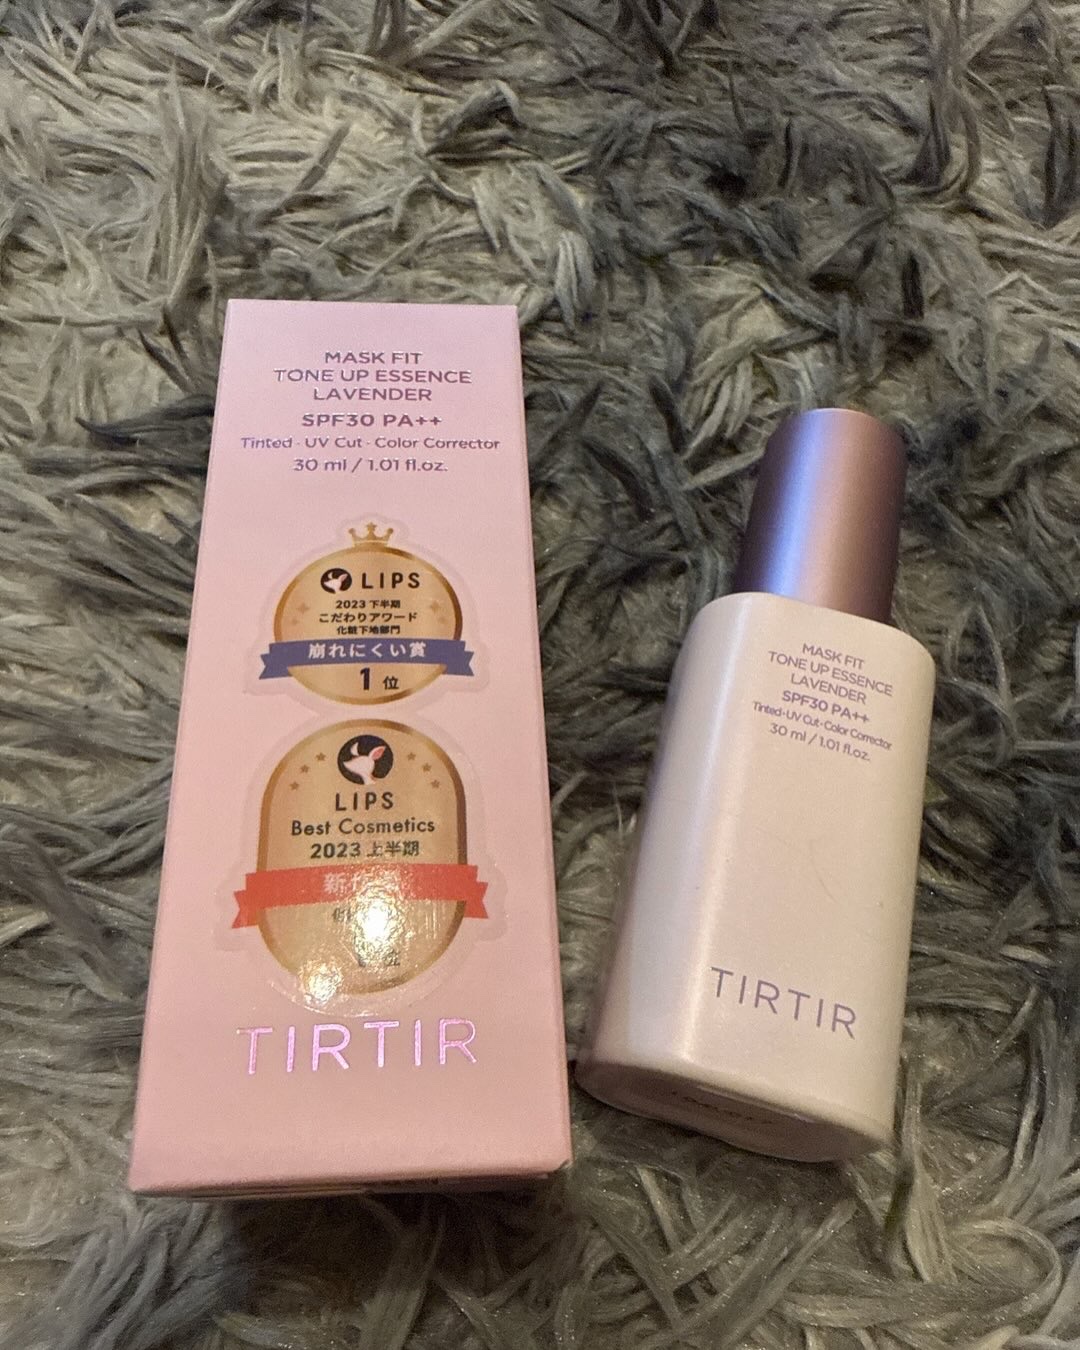 MASK FIT
TONE UP ESSENCE
LAVENDER
SPF30 PA++
Tinted · UV Cut · Color Corrector
30 ml / 1.01 fl.oz.
LIPS
2023 下半期
こだわりアワード
化粧下地部門
崩れにくい賞
1 位
LIPS
Best Cosmetics
2023 上半期
TIRTIR
MASK FIT
TONE UP ESSENCE
LAVENDER
SPF30 PA++
Tinted · UV Cut · Color Corrector
30 ml / 1.01 fl.oz.
TIRTIR